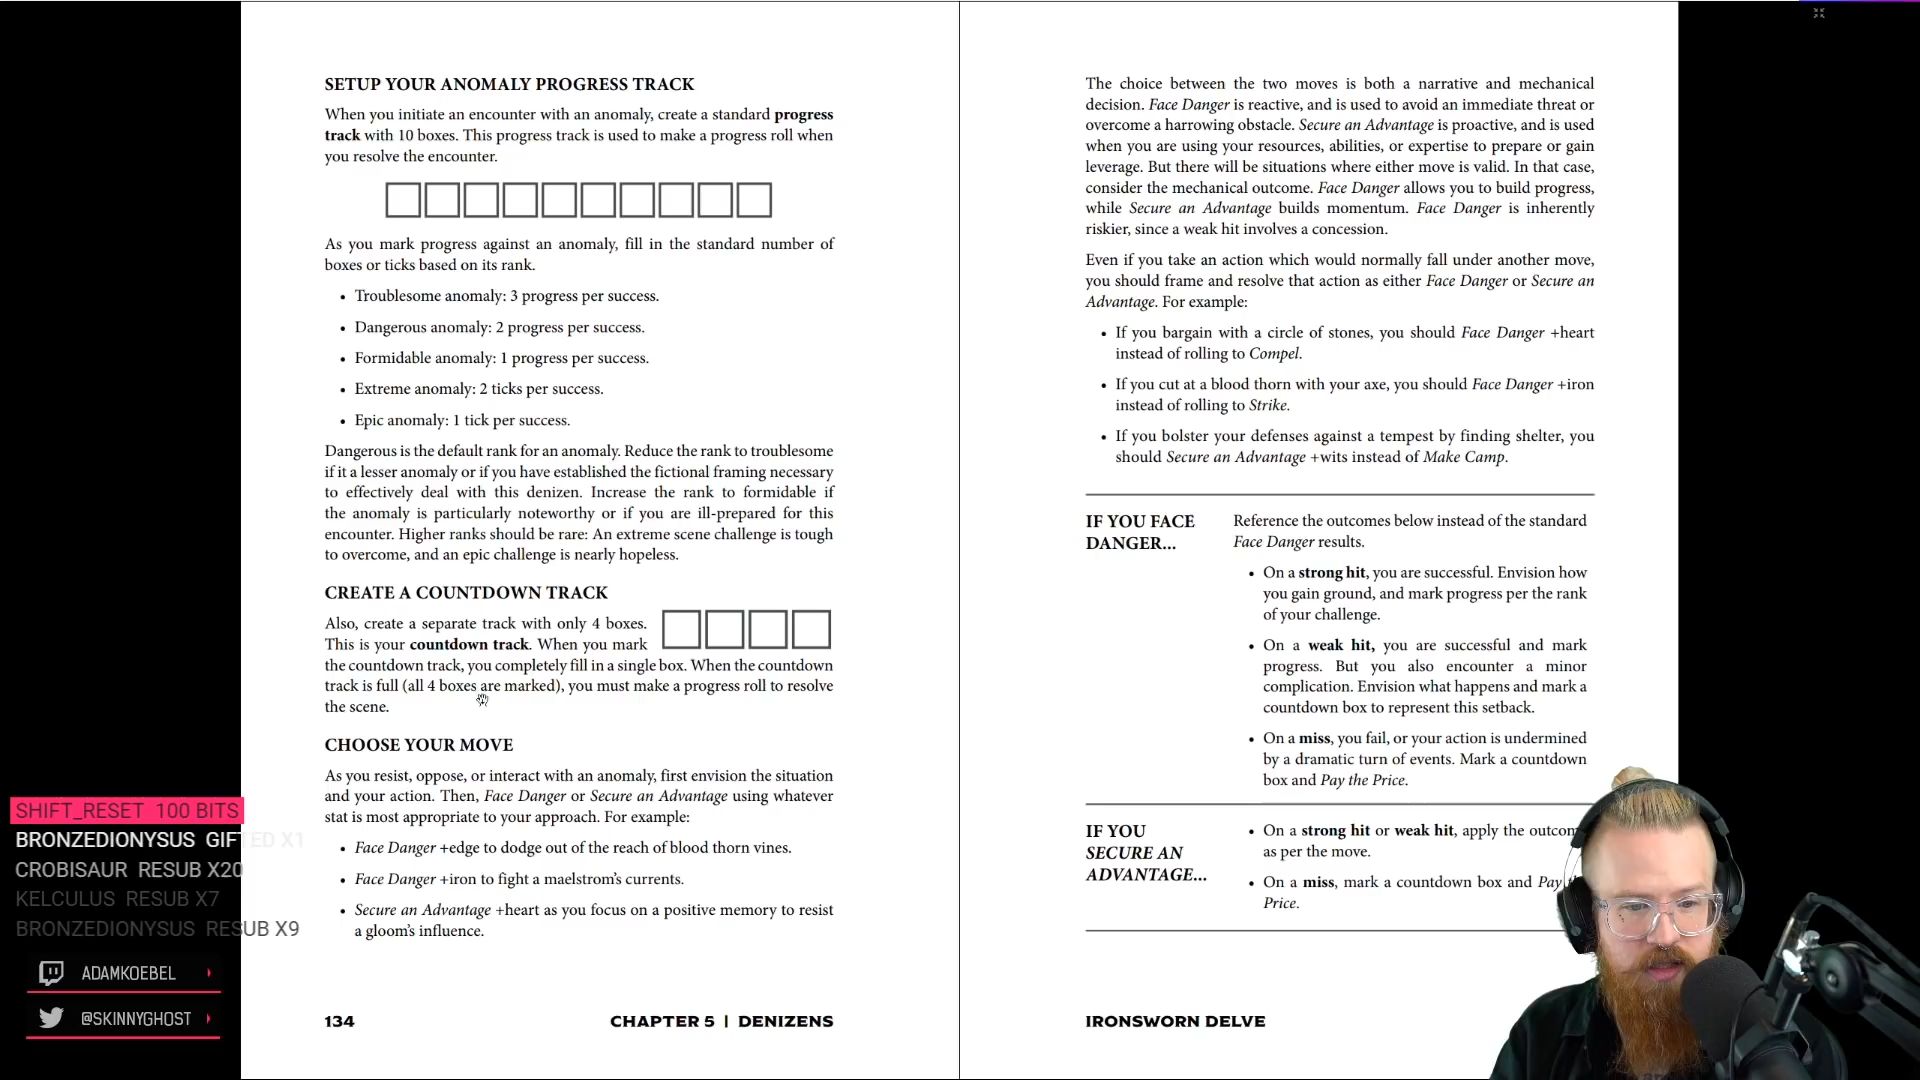 SETUP YOUR ANOMALY PROGRESS TRACK
When you initiate an encounter with an anomaly, create a standard progress
track with 10 boxes. This progress track is used to make a progress roll when
you resolve the encounter.
As you mark progress against an anomaly, fill in the standard number of
boxes or ticks based on its rank.
• Troublesome anomaly: 3 progress per success.
• Dangerous anomaly: 2 progress per success.
• Formidable anomaly: 1 progress per success.
• Extreme anomaly: 2 ticks per success.
• Epic anomaly: 1 tick per success.
Dangerous is the default rank for an anomaly. Reduce the rank to troublesome
if it a lesser anomaly or if you have established the fictional framing necessary
to effectively deal with this denizen. Increase the rank to formidable if
the anomaly is particularly noteworthy or if you are ill-prepared for this
encounter. Higher ranks should be rare: An extreme scene challenge is tough
to overcome, and an epic challenge is nearly hopeless.
CREATE A COUNTDOWN TRACK
Also, create a separate track with only 4 boxes.
This is your countdown track. When you mark
the countdown track, you completely fill in a single box. When the countdown
track is full (all 4 boxes are marked), you must make a progress roll to resolve
the scene.
CHOOSE YOUR MOVE
As you resist, oppose, or interact with an anomaly, first envision the situation
and your action. Then, Face Danger or Secure an Advantage using whatever
stat is most appropriate to your approach. For example:
• Face Danger +edge to dodge out of the reach of blood thorn vines.
• Face Danger +iron to fight a maelstrom's currents.
• Secure an Advantage +heart as you focus on a positive memory to resist
a gloom's influence.
134
CHAPTER 5 | DENIZENS
The choice between the two moves is both a narrative and mechanical
decision. Face Danger is reactive, and is used to avoid an immediate threat or
overcome a harrowing obstacle. Secure an Advantage is proactive, and is used
when you are using your resources, abilities, or expertise to prepare or gain
leverage. But there will be situations where either move is valid. In that case,
consider the mechanical outcome. Face Danger allows you to build progress,
while Secure an Advantage builds momentum. Face Danger is inherently
riskier, since a weak hit involves a concession.
Even if you take an action which would normally fall under another move,
you should frame and resolve that action as either Face Danger or Secure an
Advantage. For example:
• If you bargain with a circle of stones, you should Face Danger +heart
instead of rolling to Compel.
• If you cut at a blood thorn with your axe, you should Face Danger +iron
instead of rolling to Strike.
• If you bolster your defenses against a tempest by finding shelter, you
should Secure an Advantage +wits instead of Make Camp.
IF YOU FACE
DANGER...
Reference the outcomes below instead of the standard
Face Danger results.
• On a strong hit, you are successful. Envision how
you gain ground, and mark progress per the rank
of your challenge.
• On a weak hit, you are successful and mark
progress. But you also encounter a minor
complication. Envision what happens and mark a
countdown box to represent this setback.
• On a miss, you fail, or your action is undermined
by a dramatic turn of events. Mark a countdown
box and Pay the Price.
IF YOU
SECURE AN
ADVANTAGE...
• On a strong hit or weak hit, apply the outcom
as per the move.
• On a miss, mark a countdown box and Pay
Price.
IRONSWORN DELVE
SHIFT_RESET 100 BITS
BRONZEDIONYSUS GIFTED X1
CROBISAUR RESUB X20
KELCULUS RESUB X7
BRONZEDIONYSUS RESUB X9
ADAMKOEBEL
@SKINNYGHOST